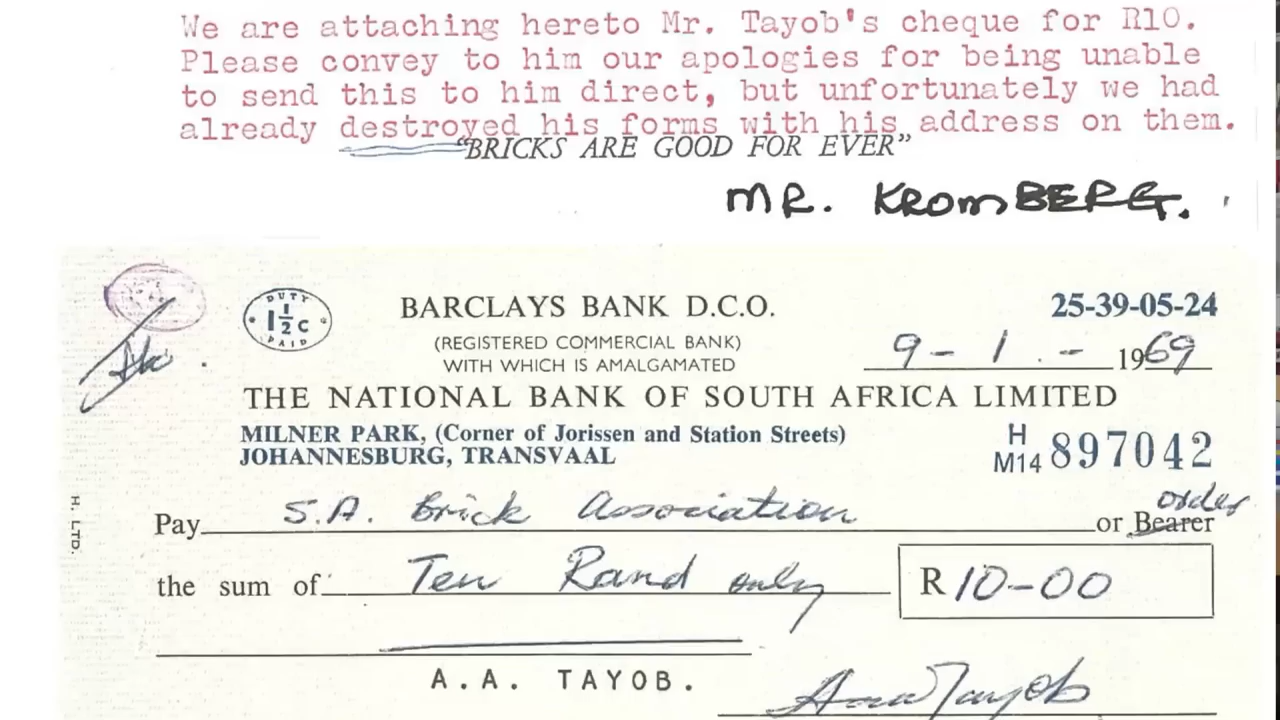 We are attaching hereto Mr. Tayob's cheque for R10.
Please convey to him our apologies for being unable
to send this to him direct, but unfortunately we had
already destroyed his forms with his address on them.
"BRICKS ARE GOOD FOR EVER"
MR. KROMBERG.
DUTY
1½C
PAID
BARCLAYS BANK D.C.O.
25-39-05-24
(REGISTERED COMMERCIAL BANK)
WITH WHICH IS AMALGAMATED
9 - 1 . - 1969
THE NATIONAL BANK OF SOUTH AFRICA LIMITED
MILNER PARK, (Corner of Jorissen and Station Streets)
JOHANNESBURG, TRANSVAAL
H
M14 897042
H. LTD.
order
Pay S.A. Brick Association or Bearer
the sum of Ten Rand only R 10-00
A.A. TAYOB.
Tayob